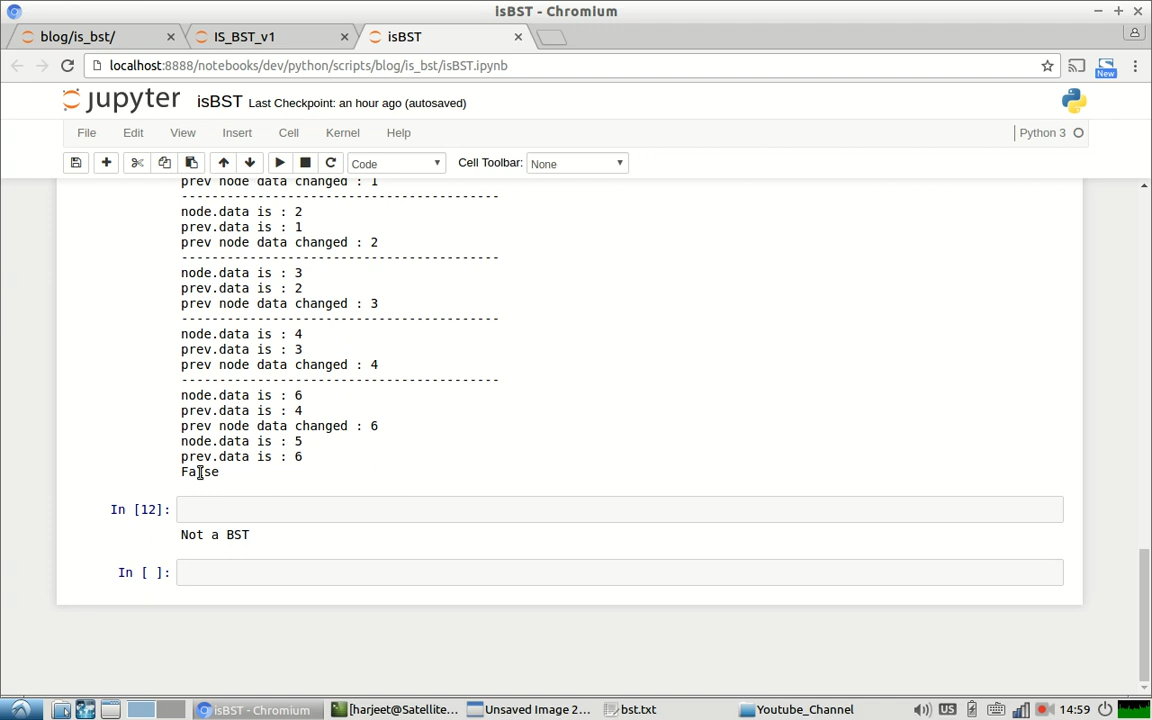 isBST - Chromium
blog/is_bst/
IS_BST_v1
isBST
localhost:8888/notebooks/dev/python/scripts/blog/is_bst/isBST.ipynb
New
jupyter isBST Last Checkpoint: an hour ago (autosaved)
File Edit View Insert Cell Kernel Help
Python 3
Code
Cell Toolbar: None
prev node data changed : 1
------------------------------------------
node.data is : 2
prev.data is : 1
prev node data changed : 2
------------------------------------------
node.data is : 3
prev.data is : 2
prev node data changed : 3
------------------------------------------
node.data is : 4
prev.data is : 3
prev node data changed : 4
------------------------------------------
node.data is : 6
prev.data is : 4
prev node data changed : 6
node.data is : 5
prev.data is : 6
False
In [12]:
Not a BST
In [ ]:
isBST - Chromium
[harjeet@Satellite...
Unsaved Image 2...
bst.txt
Youtube_Channel
US
14:59